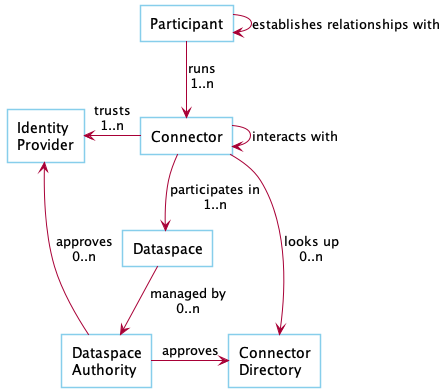 Participant
establishes relationships with
runs
1..n
trusts
1..n
Identity
Provider
Connector
interacts with
participates in
1..n
approves
0..n
looks up
0..n
Dataspace
managed by
0..n
Dataspace
Authority
approves
Connector
Directory